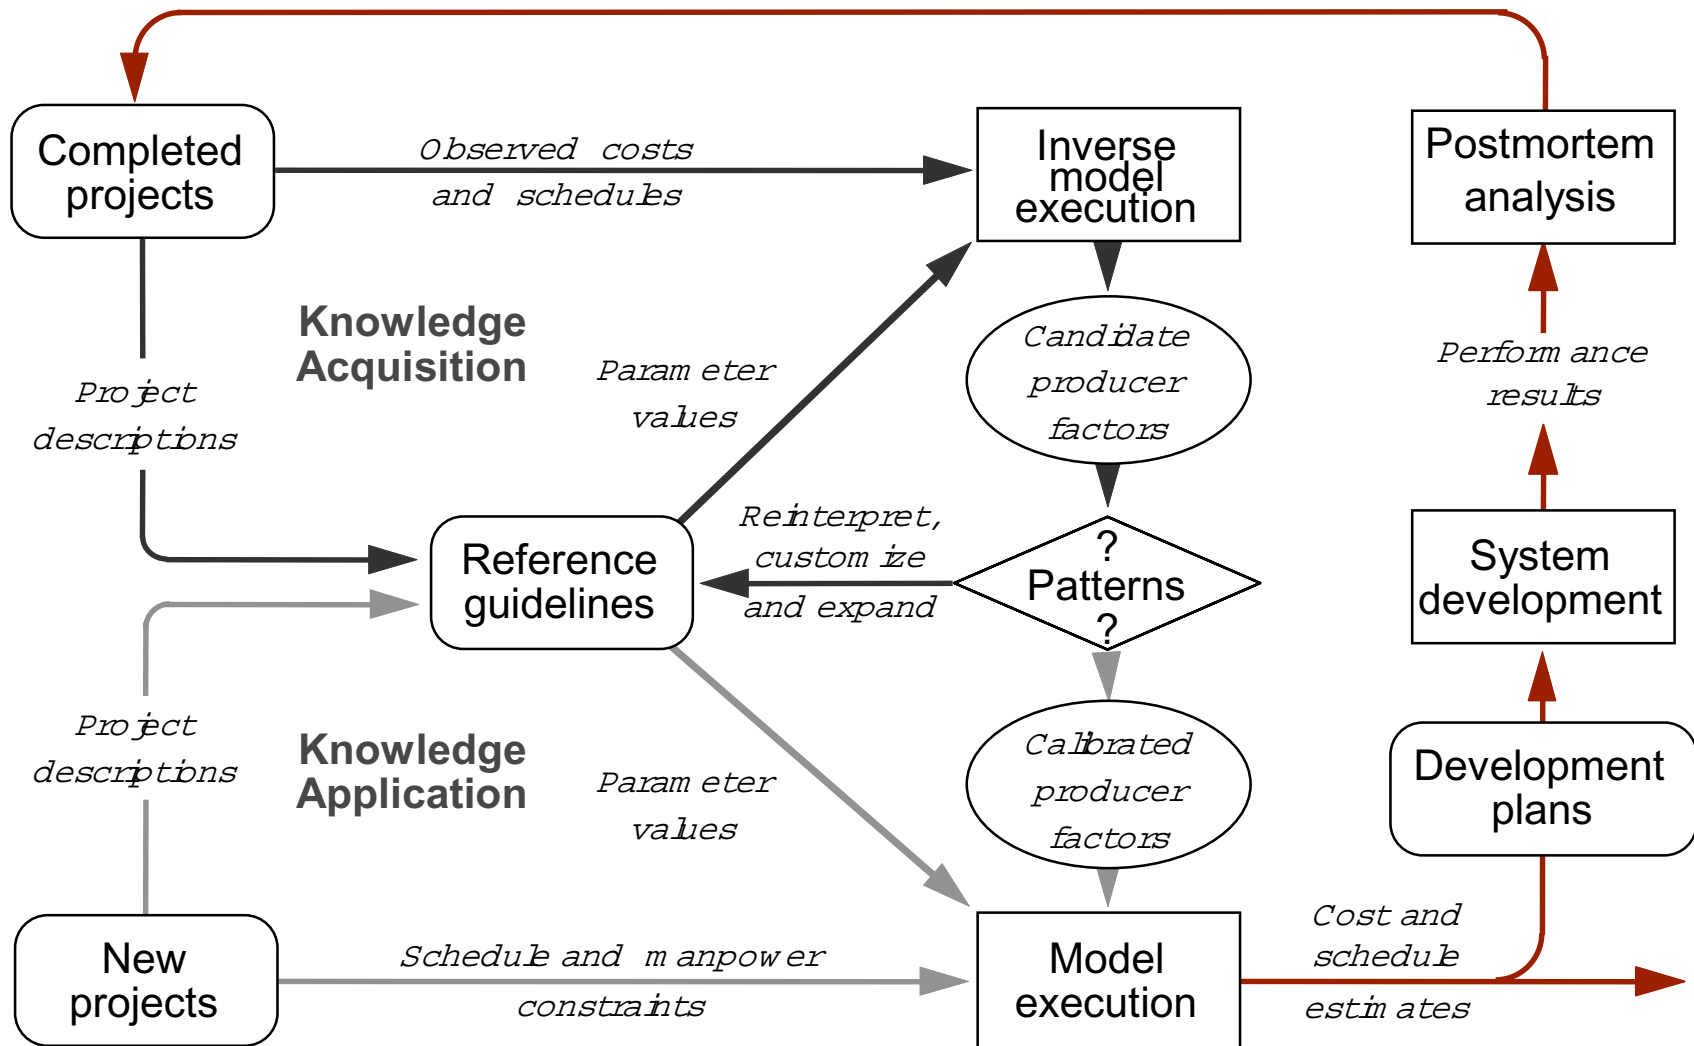 Completed
projects
Observed costs
and schedules
Inverse
model
execution
Postmortem
analysis
Knowledge
Acquisition
Project
descriptions
Parameter
values
Candidate
producer
factors
Performance
results
Reference
guidelines
Reinterpret,
customize
and expand
?
Patterns
?
System
development
Project
descriptions
Knowledge
Application
Parameter
values
Calibrated
producer
factors
Development
plans
New
projects
Schedule and manpower
constraints
Model
execution
Cost and
schedule
estimates